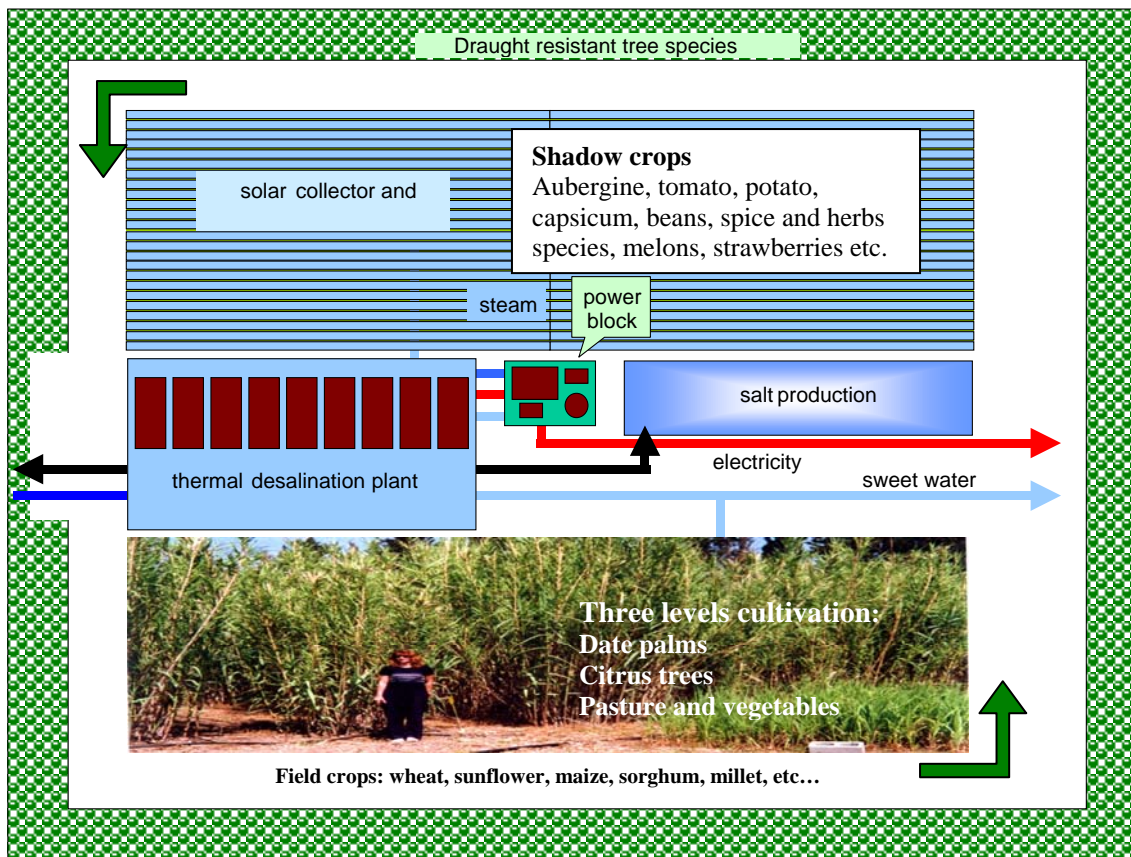 Draught resistant tree species
Shadow crops
Aubergine, tomato, potato,
capsicum, beans, spice and herbs
species, melons, strawberries etc.
solar collector and
steam
power
block
salt production
electricity
thermal desalination plant
sweet water
Three levels cultivation:
Date palms
Citrus trees
Pasture and vegetables
Field crops: wheat, sunflower, maize, sorghum, millet, etc…